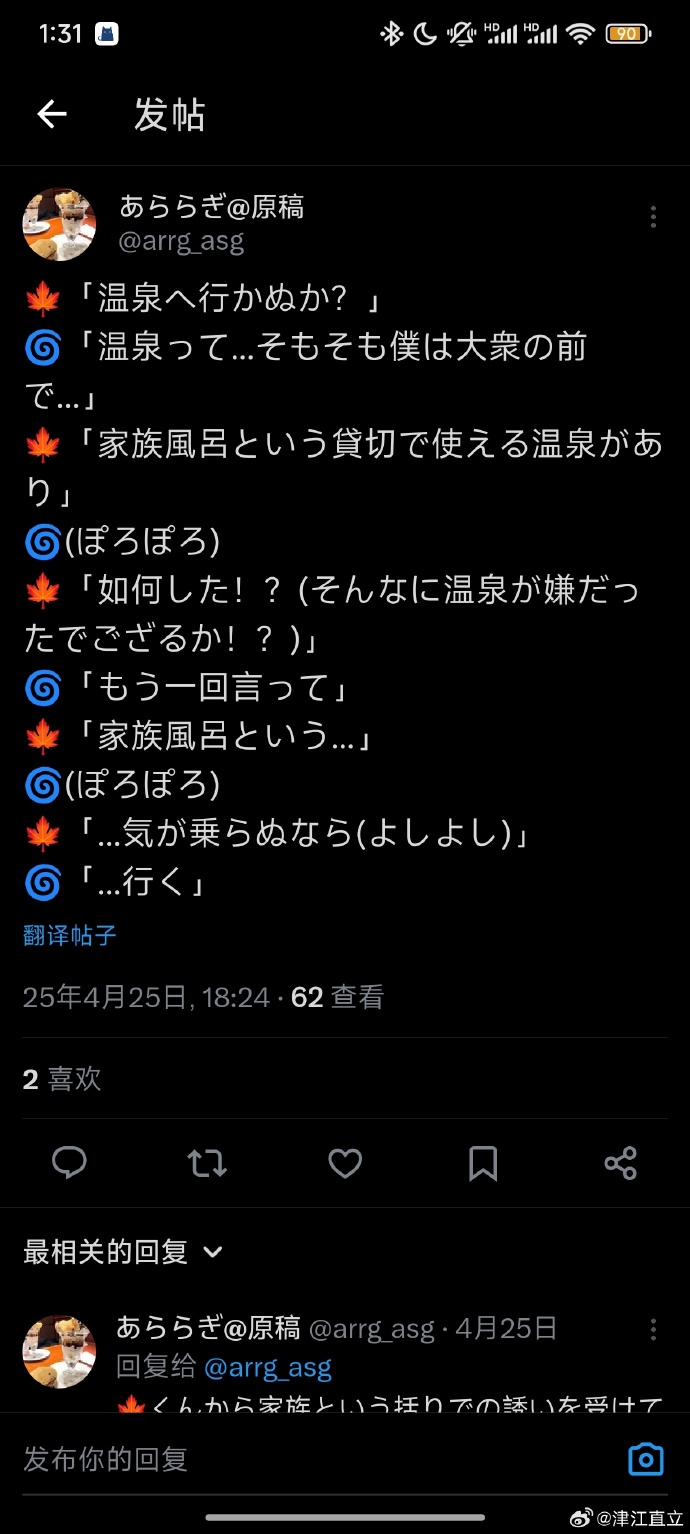 1:31
HD HD 90
发帖
あららぎ@原稿
@arrg_asg
🍁「温泉へ行かぬか？」
🌀「温泉って…そもそも僕は大衆の前
で…」
🍁「家族風呂という貸切で使える温泉があ
り」
🌀(ぽろぽろ)
🍁「如何した！？(そんなに温泉が嫌だっ
たでござるか！？)」
🌀「もう一回言って」
🍁「家族風呂という…」
🌀(ぽろぽろ)
🍁「…気が乗らぬなら(よしよし)」
🌀「…行く」
翻译帖子
25年4月25日, 18:24 · 62 查看
2 喜欢
最相关的回复
あららぎ@原稿 @arrg_asg · 4月25日
回复给 @arrg_asg
🍁くんから家族という括りでの誘いを受けて
发布你的回复
@津江直立